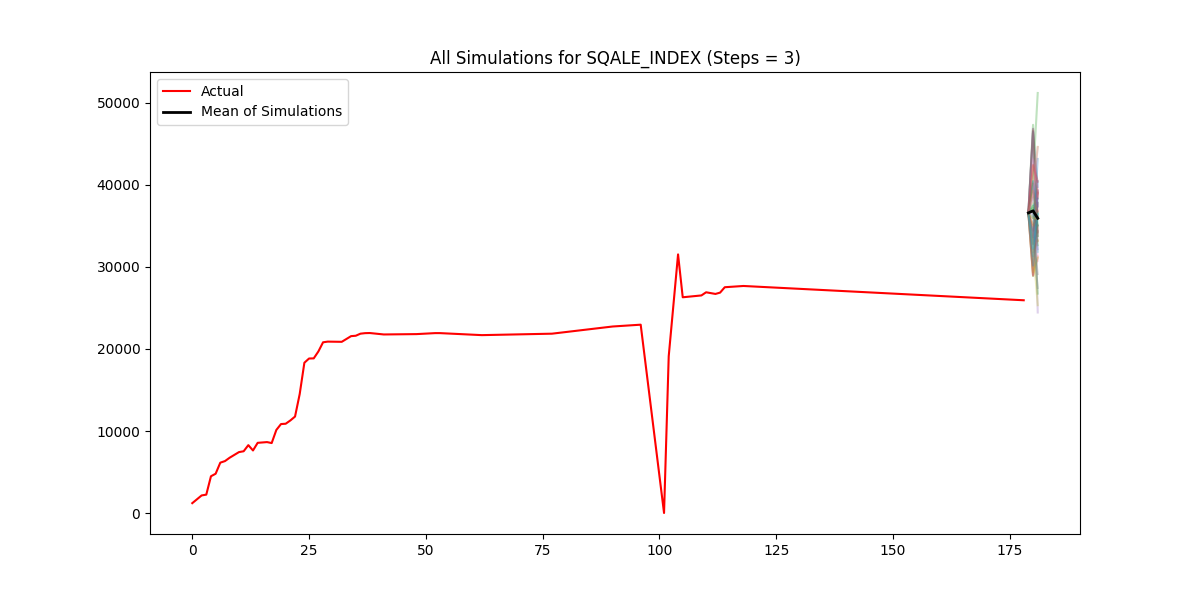 All Simulations for SQALE_INDEX (Steps = 3)
Actual
Mean of Simulations
50000
40000
30000
20000
10000
0
0 25 50 75 100 125 150 175